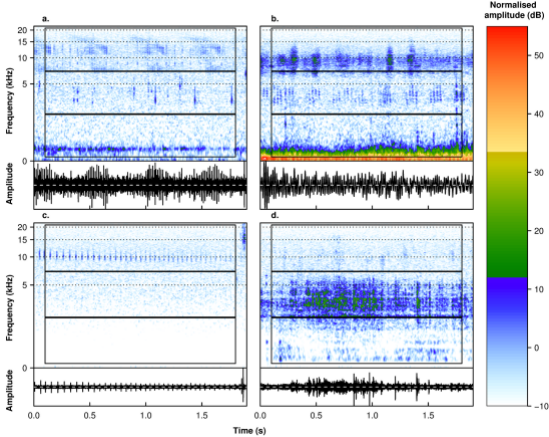 Normalised
amplitude (dB)
a.
b.
20
15
10
5
0
Frequency (kHz)
Amplitude
50
40
30
20
10
0
−10
c.
d.
20
15
10
5
0
Frequency (kHz)
Amplitude
0.0 0.5 1.0 1.5
0.0 0.5 1.0 1.5
Time (s)